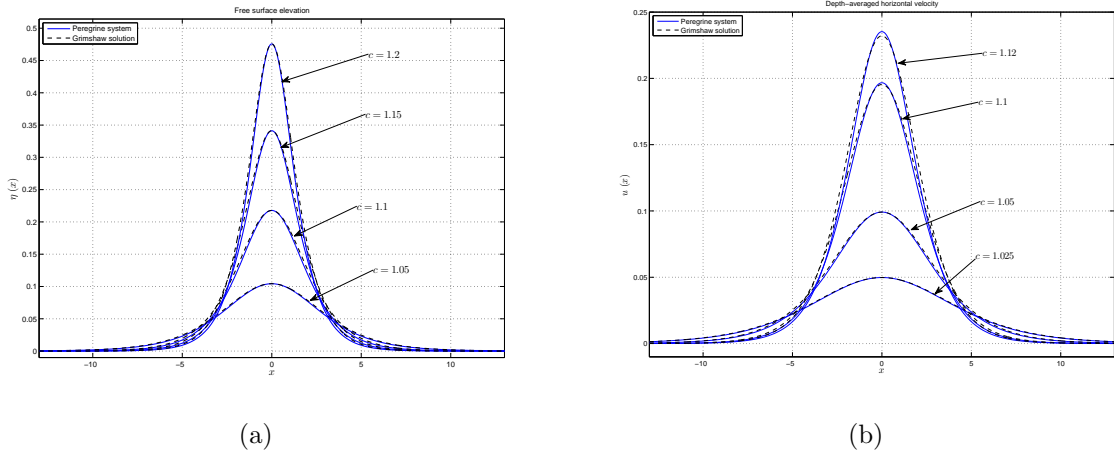 Free surface elevation
Peregrine system
Grimshaw solution
0.5
0.45
0.4
0.35
0.3
0.25
0.2
0.15
0.1
0.05
0
η (x)
c = 1.2
c = 1.15
c = 1.1
c = 1.05
−10
−5
0
5
10
x
(a)
Depth−averaged horizontal velocity
Peregrine system
Grimshaw solution
0.25
0.2
0.15
0.1
0.05
0
u (x)
c = 1.12
c = 1.1
c = 1.05
c = 1.025
−10
−5
0
5
10
x
(b)